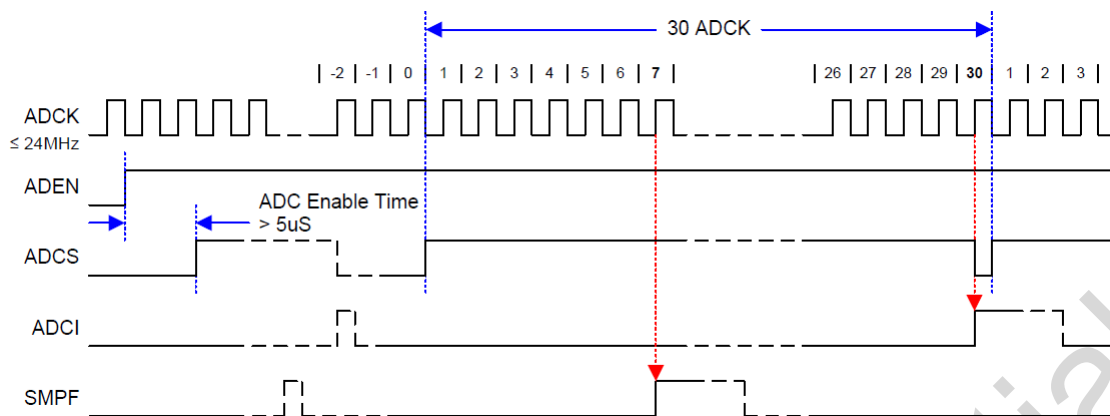 30 ADCK
-2 -1 0 1 2 3 4 5 6 7 26 27 28 29 30 1 2 3
ADCK
≤ 24MHz
ADEN
ADC Enable Time
> 5uS
ADCS
ADCI
SMPF